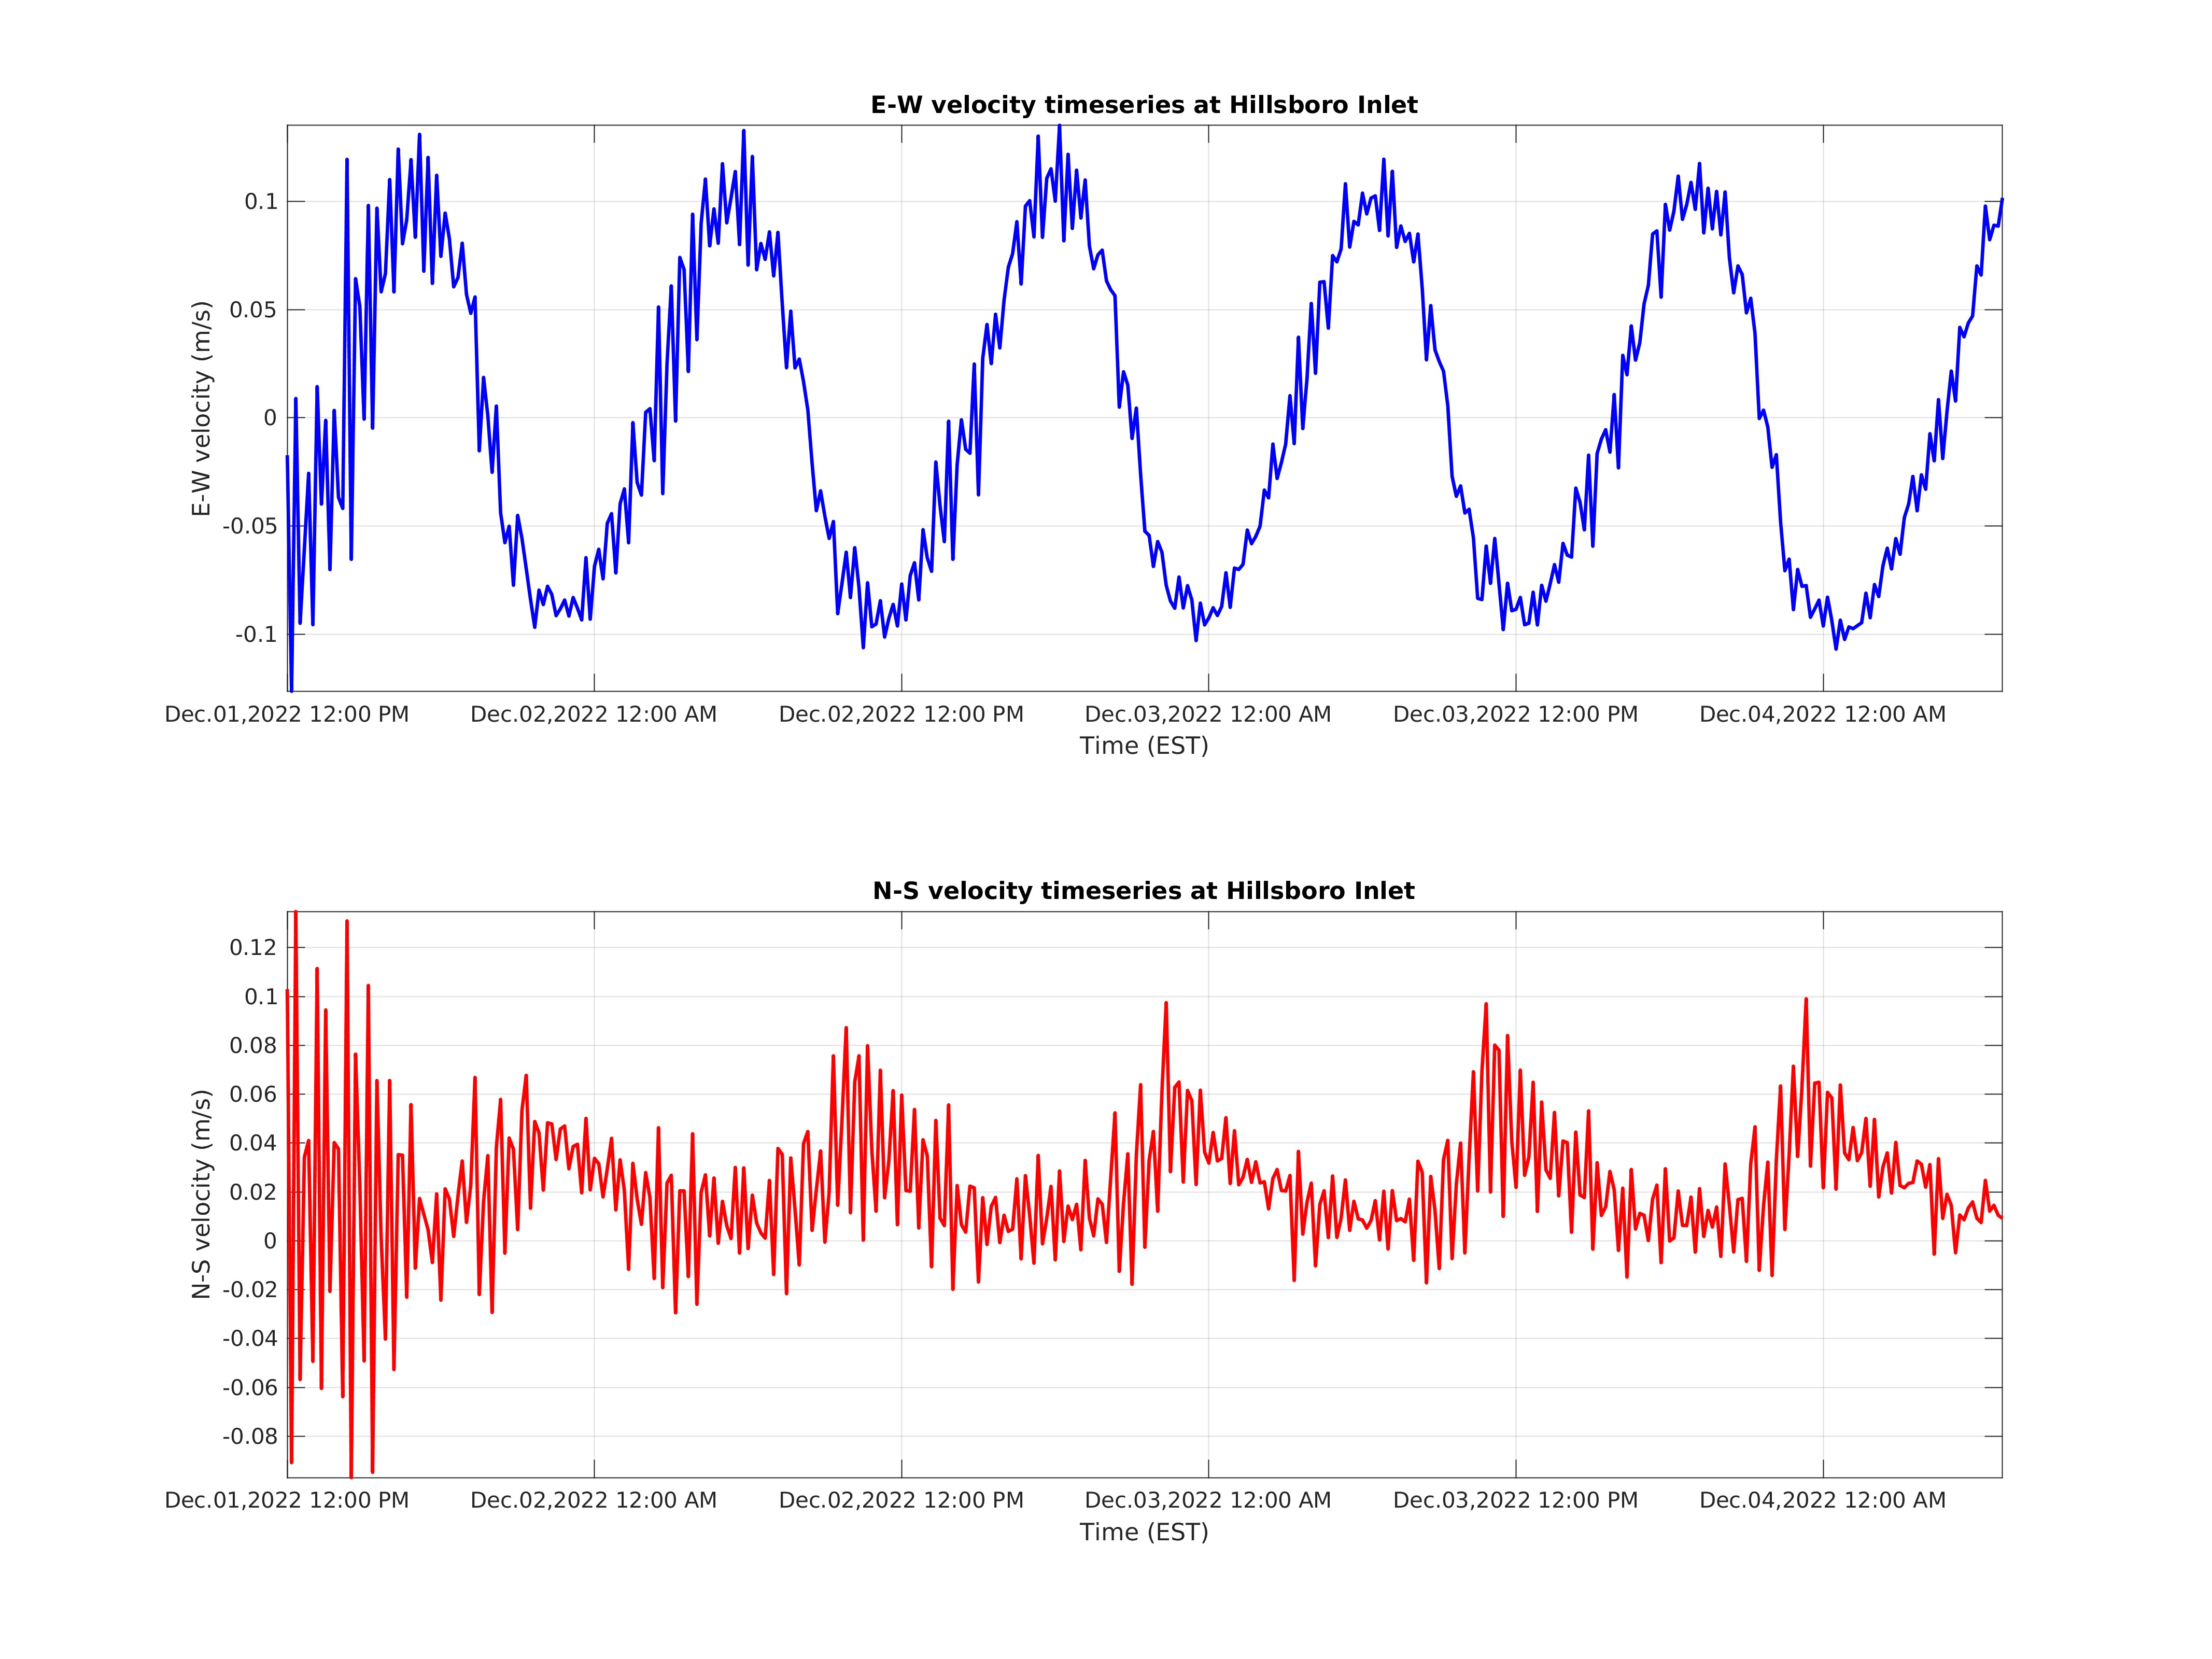 E-W velocity timeseries at Hillsboro Inlet
E-W velocity (m/s)
0.1
0.05
0
-0.05
-0.1
Dec.01,2022 12:00 PM Dec.02,2022 12:00 AM Dec.02,2022 12:00 PM Dec.03,2022 12:00 AM Dec.03,2022 12:00 PM Dec.04,2022 12:00 AM
Time (EST)
N-S velocity timeseries at Hillsboro Inlet
N-S velocity (m/s)
0.12
0.1
0.08
0.06
0.04
0.02
0
-0.02
-0.04
-0.06
-0.08
Dec.01,2022 12:00 PM Dec.02,2022 12:00 AM Dec.02,2022 12:00 PM Dec.03,2022 12:00 AM Dec.03,2022 12:00 PM Dec.04,2022 12:00 AM
Time (EST)